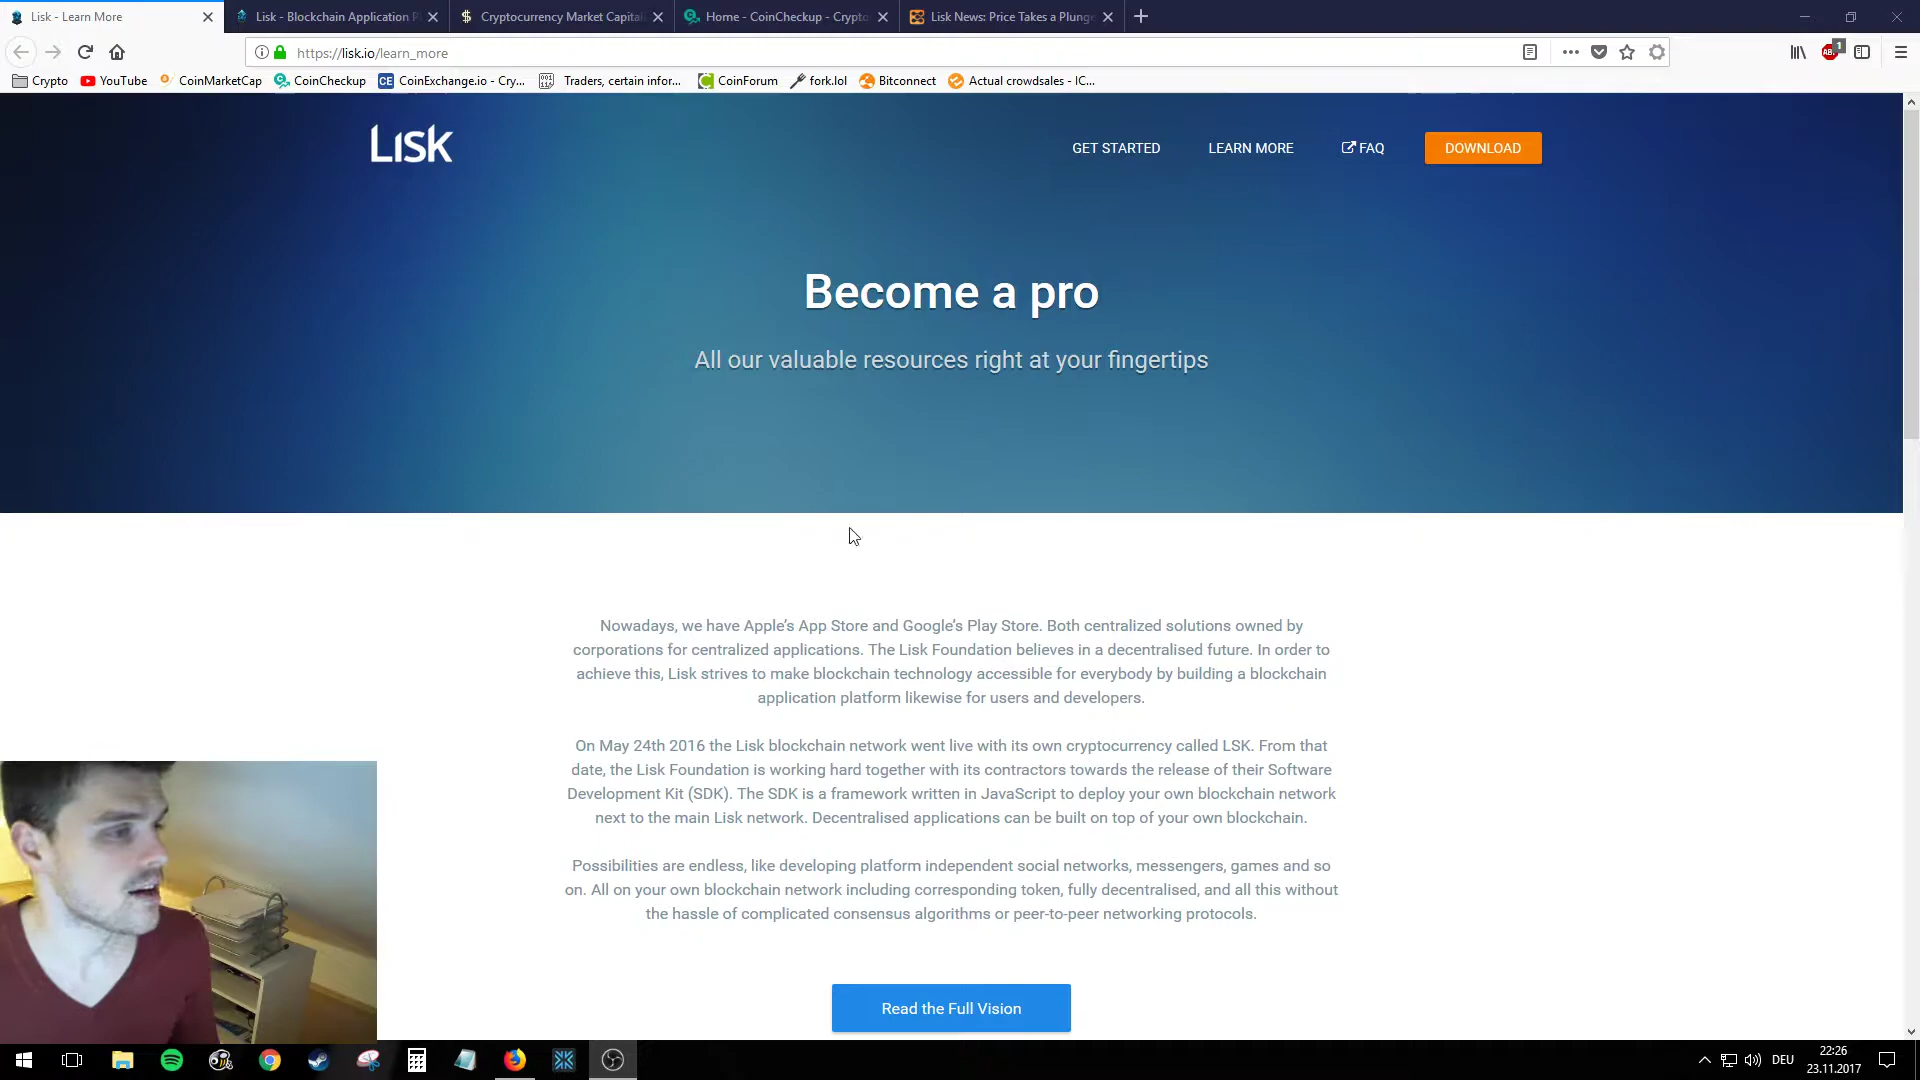 Lisk - Learn More
Lisk - Blockchain Application P
Cryptocurrency Market Capital
Home - CoinCheckup - Crypto
Lisk News: Price Takes a Plunge
https://lisk.io/learn_more
1
Crypto
YouTube
CoinMarketCap
CoinCheckup
CoinExchange.io - Cry...
Traders, certain infor...
CoinForum
fork.lol
Bitconnect
Actual crowdsales - IC...
Lisk
GET STARTED
LEARN MORE
FAQ
DOWNLOAD
Become a pro
All our valuable resources right at your fingertips
Nowadays, we have Apple's App Store and Google's Play Store. Both centralized solutions owned by
corporations for centralized applications. The Lisk Foundation believes in a decentralised future. In order to
achieve this, Lisk strives to make blockchain technology accessible for everybody by building a blockchain
application platform likewise for users and developers.
On May 24th 2016 the Lisk blockchain network went live with its own cryptocurrency called LSK. From that
date, the Lisk Foundation is working hard together with its contractors towards the release of their Software
Development Kit (SDK). The SDK is a framework written in JavaScript to deploy your own blockchain network
next to the main Lisk network. Decentralised applications can be built on top of your own blockchain.
Possibilities are endless, like developing platform independent social networks, messengers, games and so
on. All on your own blockchain network including corresponding token, fully decentralised, and all this without
the hassle of complicated consensus algorithms or peer-to-peer networking protocols.
Read the Full Vision
DEU
22:26
23.11.2017